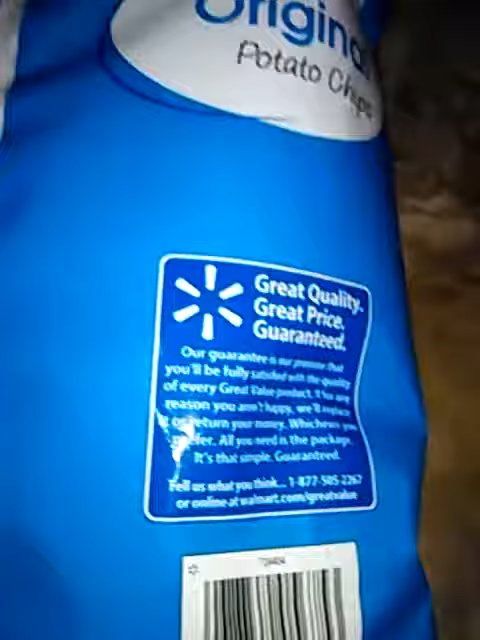 Original
Potato Chips
Great Quality.
Great Price.
Guaranteed.
Our guarantee is our promise that
you'll be fully satisfied with the quality
of every Great Value product. If for any
reason you aren't happy, we'll replace
it or return your money. Whichever you
prefer. All you need is the package.
It's that simple. Guaranteed.
Tell us what you think... 1-877-505-2267
or online at walmart.com/greatvalue